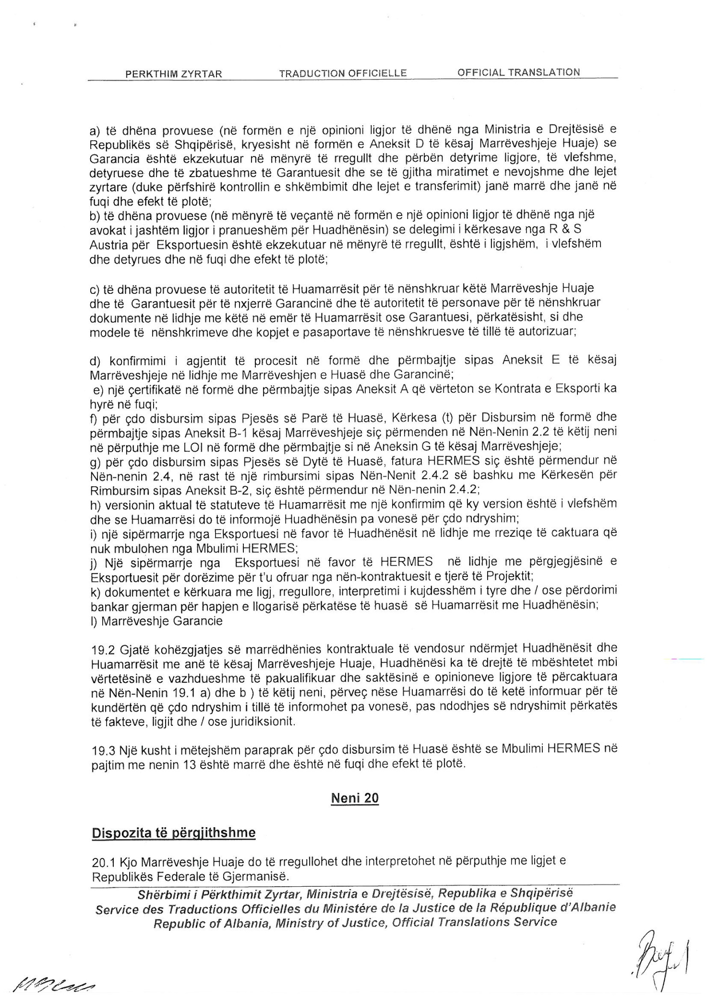 PERKTHIM ZYRTAR TRADUCTION OFFICIELLE OFFICIAL TRANSLATION
a) të dhëna provuese (në formën e një opinioni ligjor të dhënë nga Ministria e Drejtësisë e
Republikës së Shqipërisë, kryesisht në formën e Aneksit D të kësaj Marrëveshjeje Huaje) se
Garancia është ekzekutuar në mënyrë të rregullt dhe përbën detyrime ligjore, të vlefshme,
detyruese dhe të zbatueshme të Garantuesit dhe se të gjitha miratimet e nevojshme dhe lejet
zyrtare (duke përfshirë kontrollin e shkëmbimit dhe lejet e transferimit) janë marrë dhe janë në
fuqi dhe efekt të plotë;
b) të dhëna provuese (në mënyrë të veçantë në formën e një opinioni ligjor të dhënë nga një
avokat i jashtëm ligjor i pranueshëm për Huadhënësin) se delegimi i kërkesave nga R & S
Austria për Eksportuesin është ekzekutuar në mënyrë të rregullt, është i ligjshëm, i vlefshëm
dhe detyrues dhe në fuqi dhe efekt të plotë;
c) të dhëna provuese të autoritetit të Huamarrësit për të nënshkruar këtë Marrëveshje Huaje
dhe të Garantuesit për të nxjerrë Garancinë dhe të autoritetit të personave për të nënshkruar
dokumente në lidhje me këtë në emër të Huamarrësit ose Garantuesi, përkatësisht, si dhe
modele të nënshkrimeve dhe kopjet e pasaportave të nënshkruesve të tillë të autorizuar;
d) konfirmimi i agjentit të procesit në formë dhe përmbajtje sipas Aneksit E të kësaj
Marrëveshjeje në lidhje me Marrëveshjen e Huasë dhe Garancinë;
e) një çertifikatë në formë dhe përmbajtje sipas Aneksit A që vërteton se Kontrata e Eksporti ka
hyrë në fuqi;
f) për çdo disbursim sipas Pjesës së Parë të Huasë, Kërkesa (t) për Disbursim në formë dhe
përmbajtje sipas Aneksit B-1 kësaj Marrëveshjeje siç përmenden në Nën-Nenin 2.2 të këtij neni
në përputhje me LOI në formë dhe përmbajtje si në Aneksin G të kësaj Marrëveshjeje;
g) për çdo disbursim sipas Pjesës së Dytë të Huasë, fatura HERMES siç është përmendur në
Nën-nenin 2.4, në rast të një rimbursimi sipas Nën-Nenit 2.4.2 së bashku me Kërkesën për
Rimbursim sipas Aneksit B-2, siç është përmendur në Nën-nenin 2.4.2;
h) versionin aktual të statuteve të Huamarrësit me një konfirmim që ky version është i vlefshëm
dhe se Huamarrësi do të informojë Huadhënësin pa vonesë për çdo ndryshim;
i) një sipërmarrje nga Eksportuesi në favor të Huadhënësit në lidhje me rreziqe të caktuara që
nuk mbulohen nga Mbulimi HERMES;
j) Një sipërmarrje nga Eksportuesi në favor të HERMES në lidhje me përgjegjësinë e
Eksportuesit për dorëzime për t'u ofruar nga nën-kontraktuesit e tjerë të Projektit;
k) dokumentet e kërkuara me ligj, rregullore, interpretimi i kujdesshëm i tyre dhe / ose përdorimi
bankar gjerman për hapjen e llogarisë përkatëse të huasë së Huamarrësit me Huadhënësin;
l) Marrëveshje Garancie
19.2 Gjatë kohëzgjatjes së marrëdhënies kontraktuale të vendosur ndërmjet Huadhënësit dhe
Huamarrësit me anë të kësaj Marrëveshjeje Huaje, Huadhënësi ka të drejtë të mbështetet mbi
vërtetësinë e vazhdueshme të pakualifikuar dhe saktësinë e opinioneve ligjore të përcaktuara
në Nën-Nenin 19.1 a) dhe b ) të këtij neni, përveç nëse Huamarrësi do të ketë informuar për të
kundërtën që çdo ndryshim i tillë të informohet pa vonesë, pas ndodhjes së ndryshimit përkatës
të fakteve, ligjit dhe / ose juridiksionit.
19.3 Një kusht i mëtejshëm paraprak për çdo disbursim të Huasë është se Mbulimi HERMES në
pajtim me nenin 13 është marrë dhe është në fuqi dhe efekt të plotë.
Neni 20
Dispozita të përgjithshme
20.1 Kjo Marrëveshje Huaje do të rregullohet dhe interpretohet në përputhje me ligjet e
Republikës Federale të Gjermanisë.
Shërbimi i Përkthimit Zyrtar, Ministria e Drejtësisë, Republika e Shqipërisë
Service des Traductions Officielles du Ministére de la Justice de la République d'Albanie
Republic of Albania, Ministry of Justice, Official Translations Service